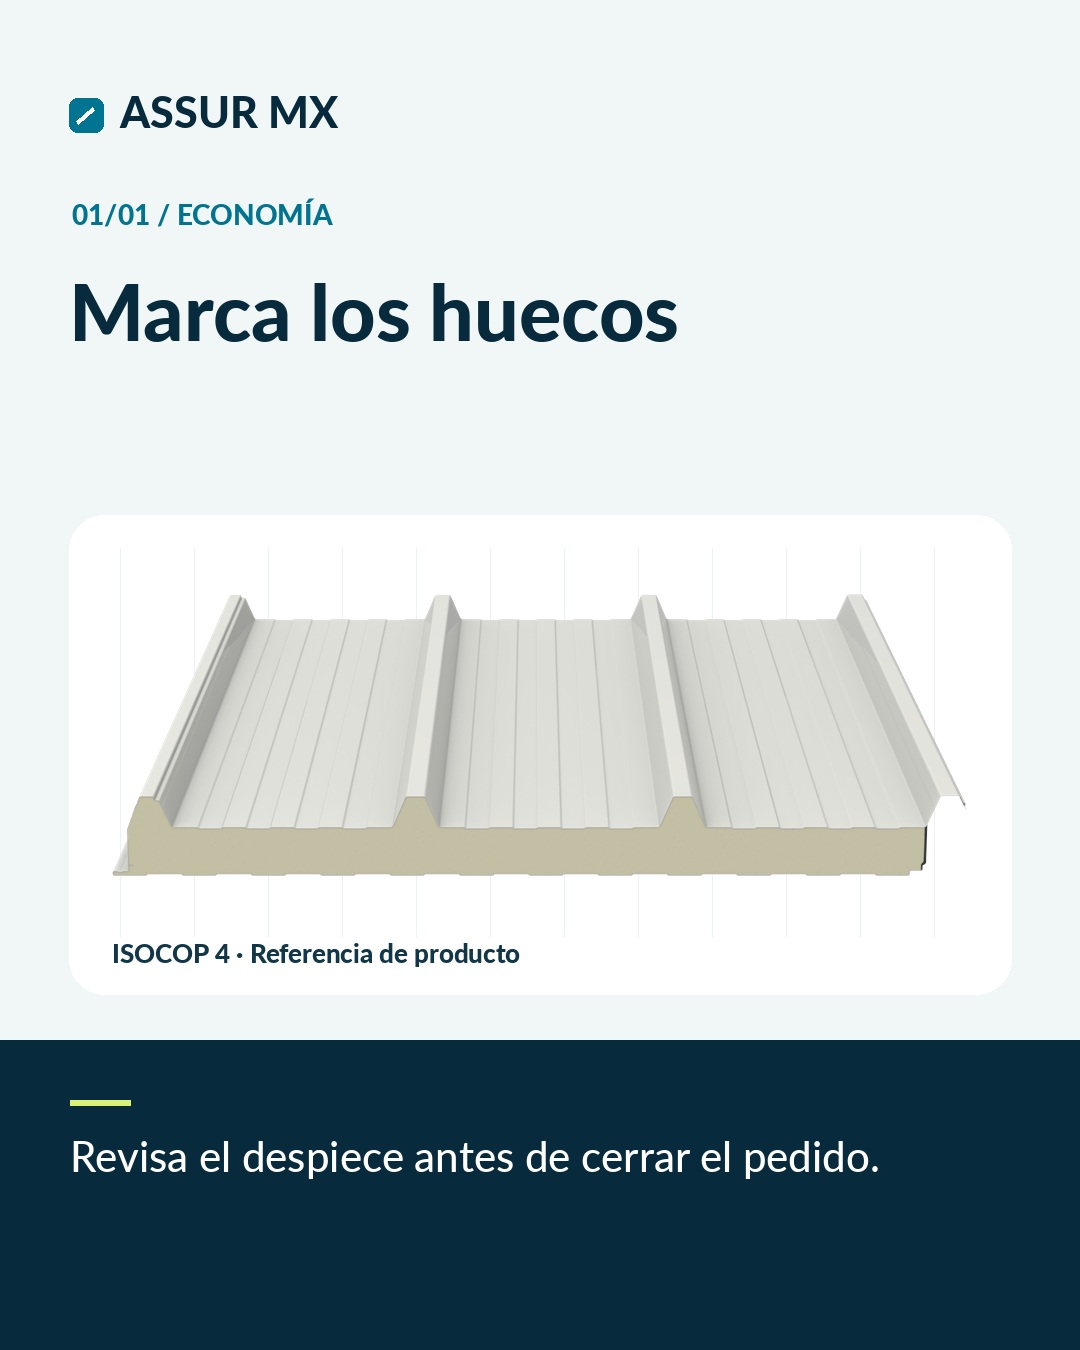 ASSUR MX
01/01 / ECONOMÍA
Marca los huecos
ISOCOP 4 · Referencia de producto
Revisa el despiece antes de cerrar el pedido.